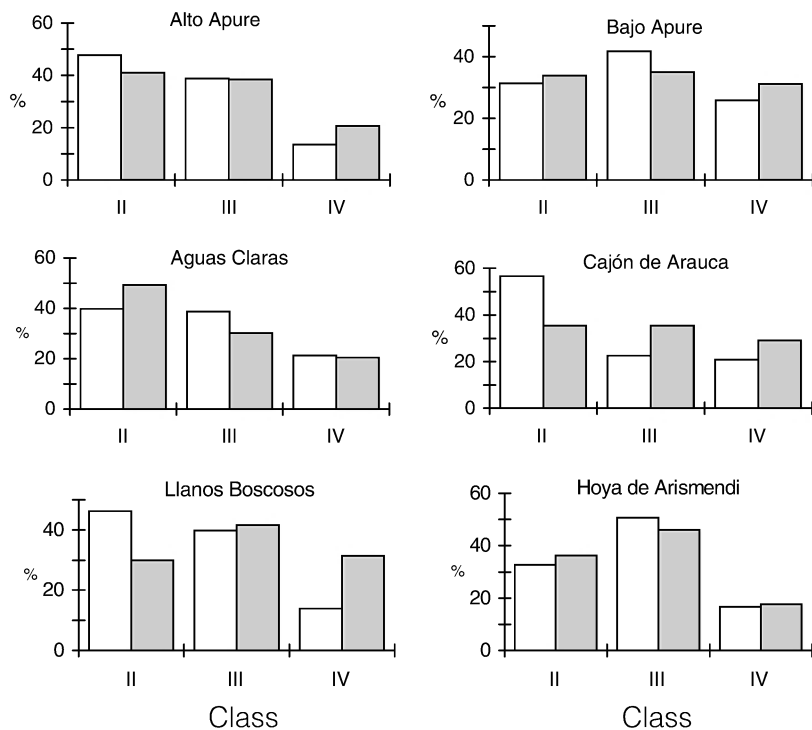 Alto Apure
60
40
%
20
0
II III IV
Bajo Apure
40
%
20
0
II III IV
Aguas Claras
60
40
%
20
0
II III IV
Cajón de Arauca
60
40
%
20
0
II III IV
Llanos Boscosos
40
%
20
0
II III IV
Class
Hoya de Arismendi
60
40
%
20
0
II III IV
Class